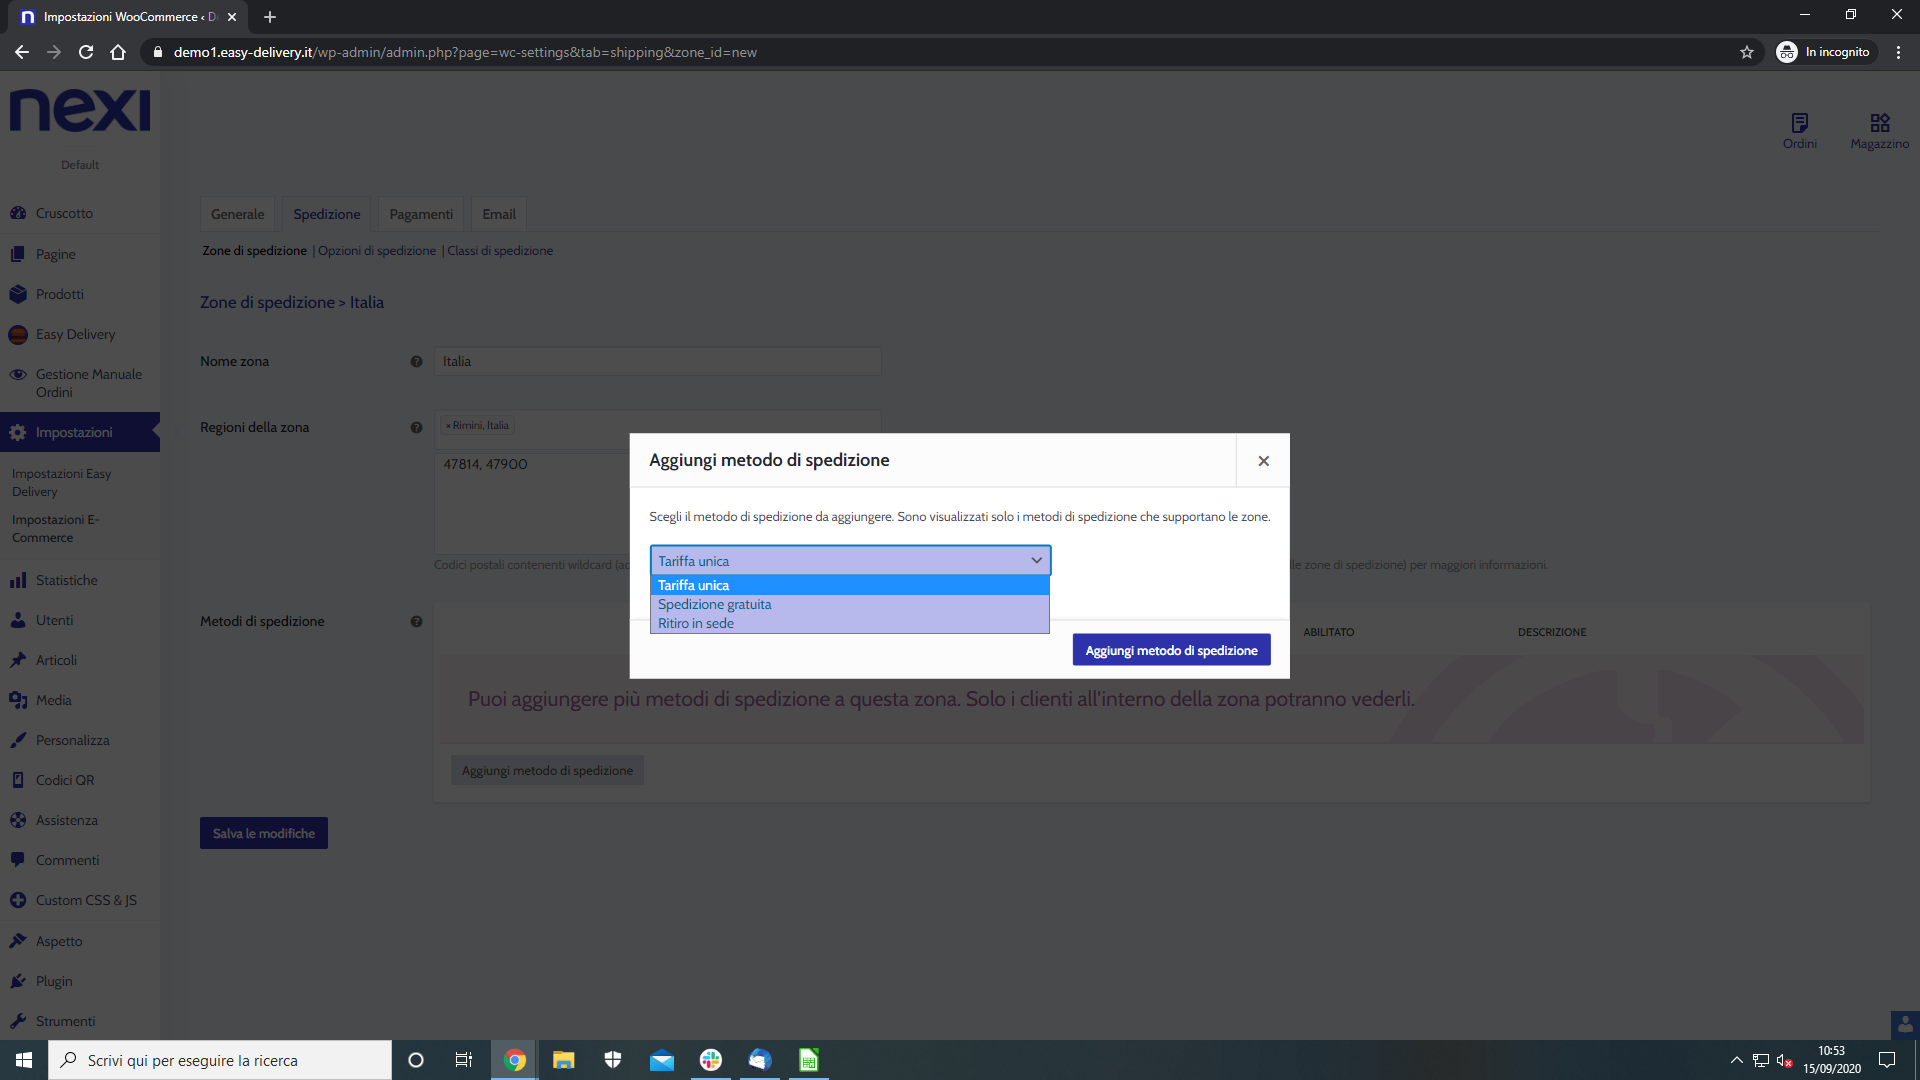 Impostazioni WooCommerce ‹ D
demo1.easy-delivery.it/wp-admin/admin.php?page=wc-settings&tab=shipping&zone_id=new
In incognito
nexi
Default
Ordini
Magazzino
Cruscotto
Pagine
Prodotti
Easy Delivery
Gestione Manuale
Ordini
Impostazioni
Impostazioni Easy
Delivery
Impostazioni E-
Commerce
Statistiche
Utenti
Articoli
Media
Personalizza
Codici QR
Assistenza
Commenti
Custom CSS & JS
Aspetto
Plugin
Strumenti
Generale
Spedizione
Pagamenti
Email
Zone di spedizione | Opzioni di spedizione | Classi di spedizione
Zone di spedizione > Italia
Nome zona
Italia
Regioni della zona
× Rimini, Italia
47814, 47900
Codici postali contenenti wildcard (ad
lle zone di spedizione) per maggiori informazioni.
Metodi di spedizione
ABILITATO
DESCRIZIONE
Puoi aggiungere più metodi di spedizione a questa zona. Solo i clienti all'interno della zona potranno vederli.
Aggiungi metodo di spedizione
Salva le modifiche
Aggiungi metodo di spedizione
Scegli il metodo di spedizione da aggiungere. Sono visualizzati solo i metodi di spedizione che supportano le zone.
Tariffa unica
Tariffa unica
Spedizione gratuita
Ritiro in sede
Aggiungi metodo di spedizione
Scrivi qui per eseguire la ricerca
10:53
15/09/2020